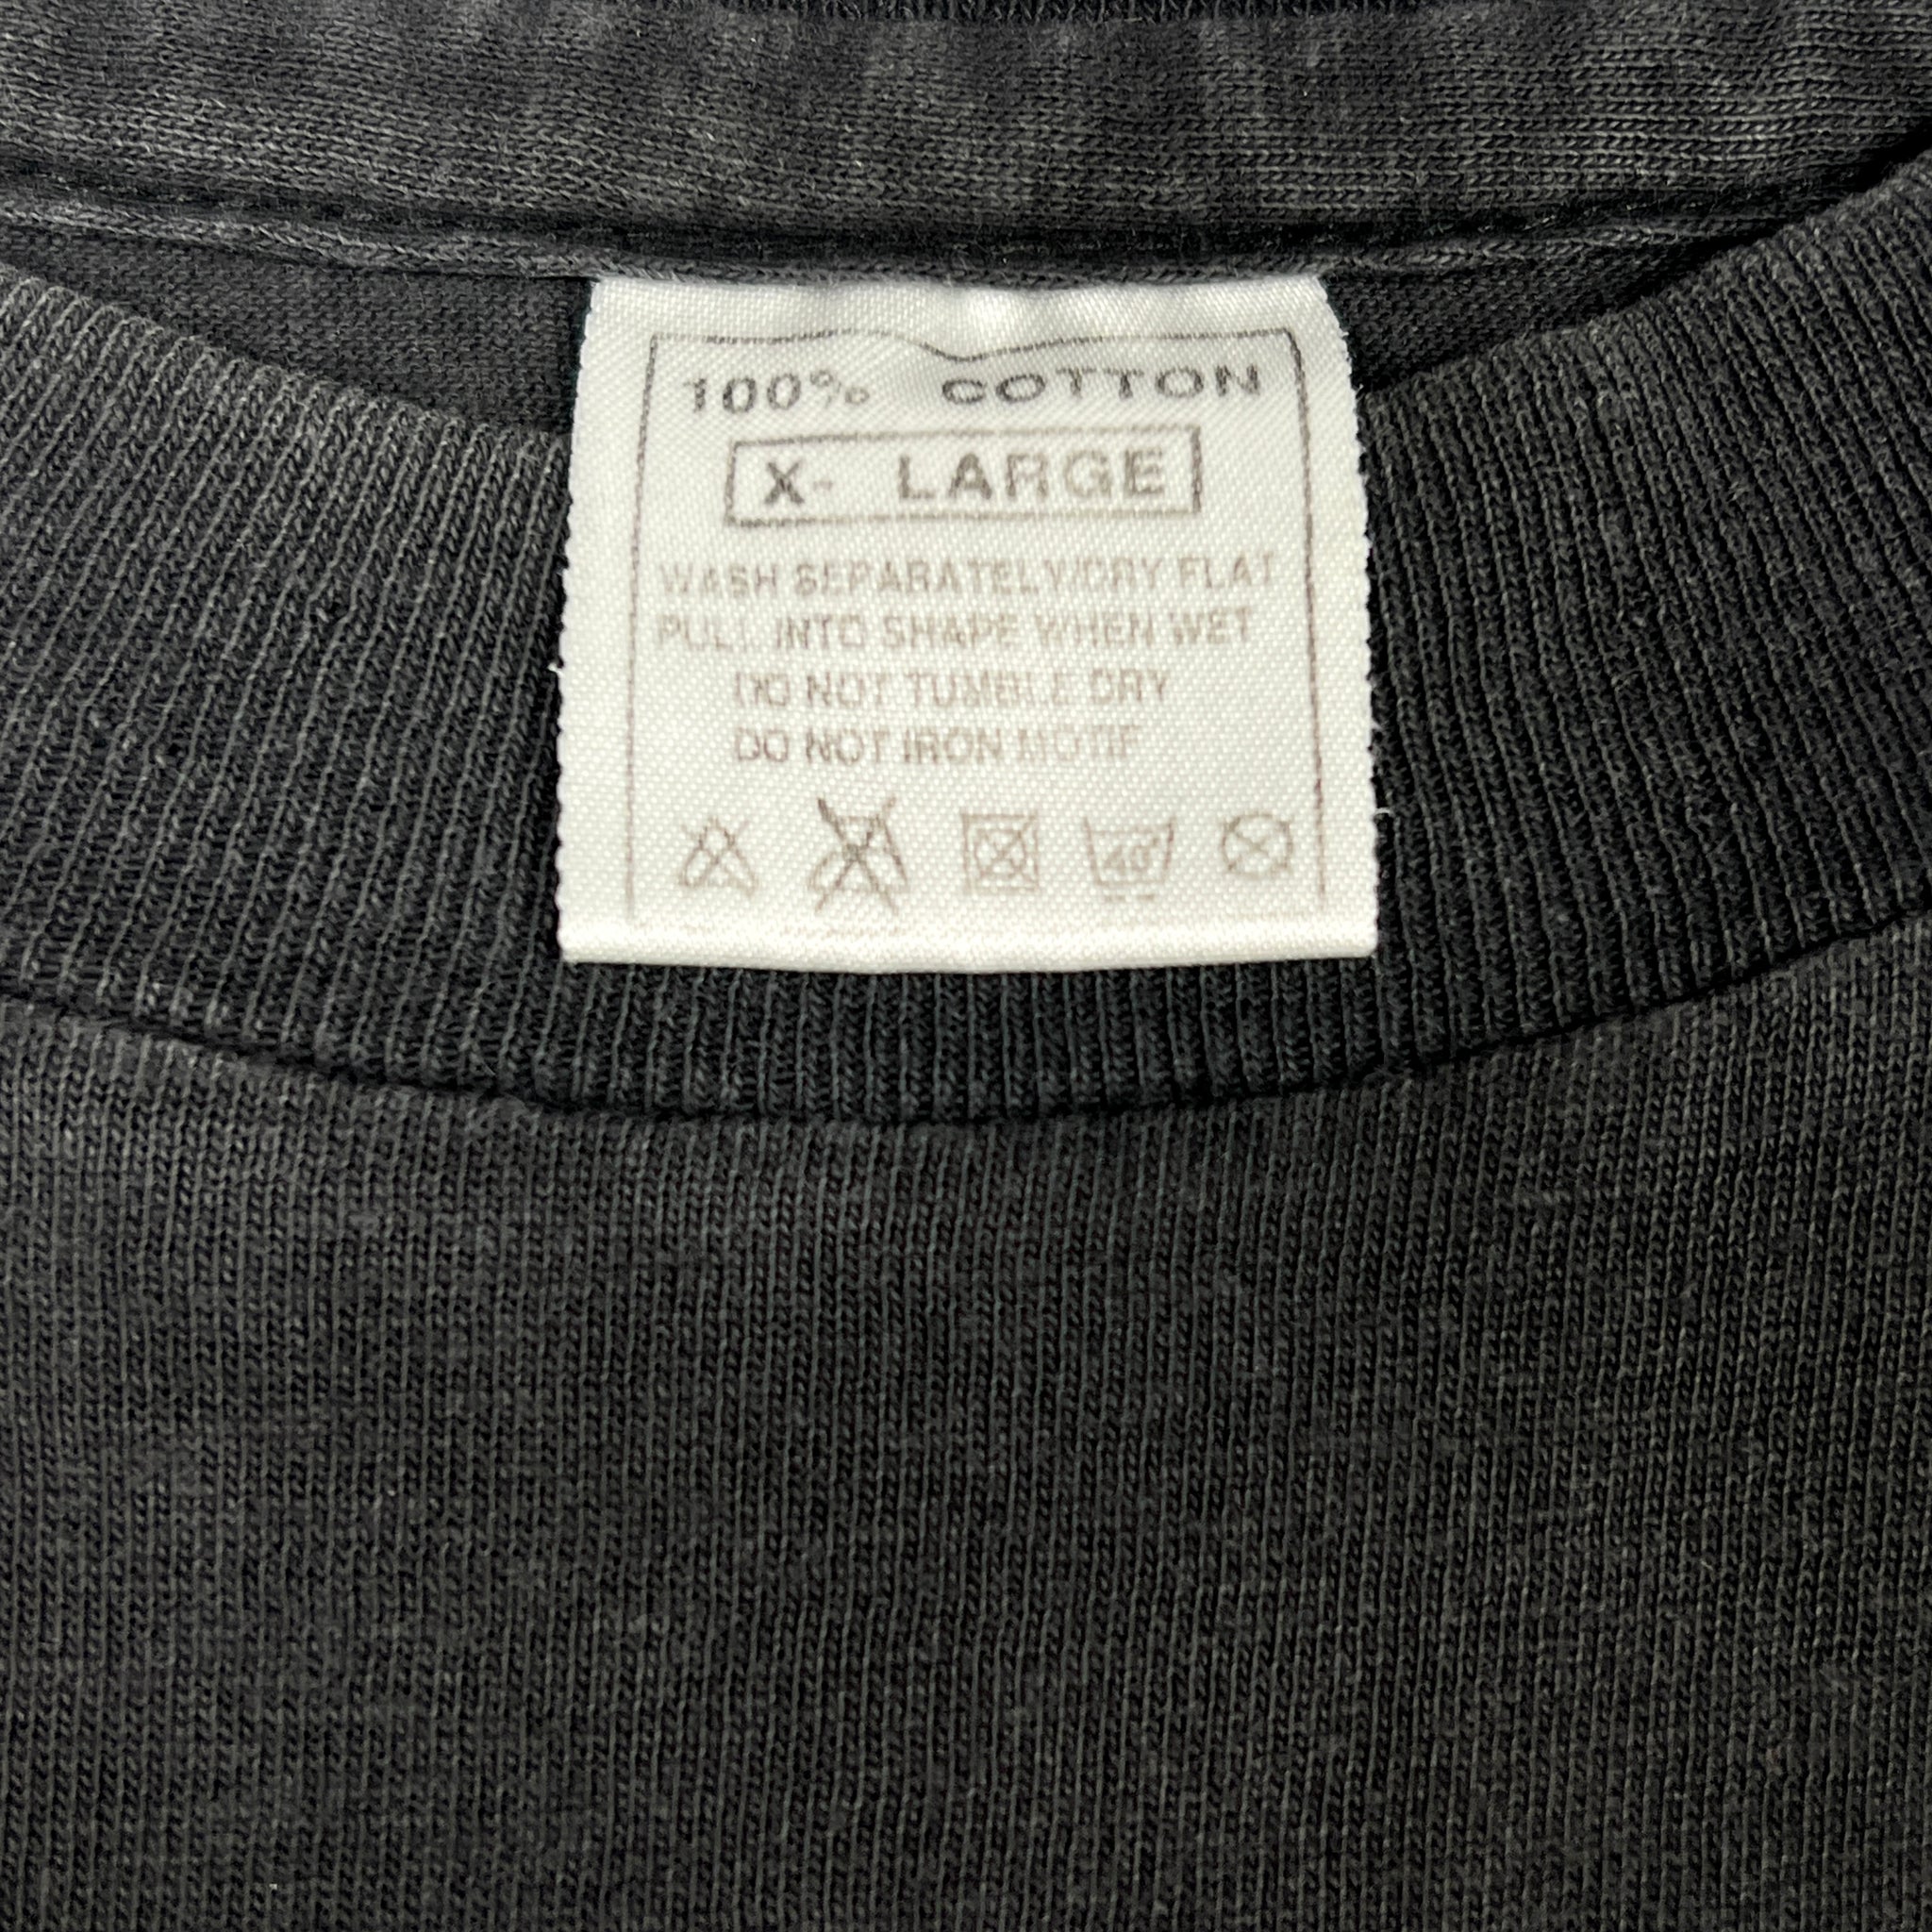 100% COTTON
X- LARGE
WASH SEPARATELY/DRY FLAT
PULL INTO SHAPE WHEN WET
DO NOT TUMBLE DRY
DO NOT IRON MOTIF
40°